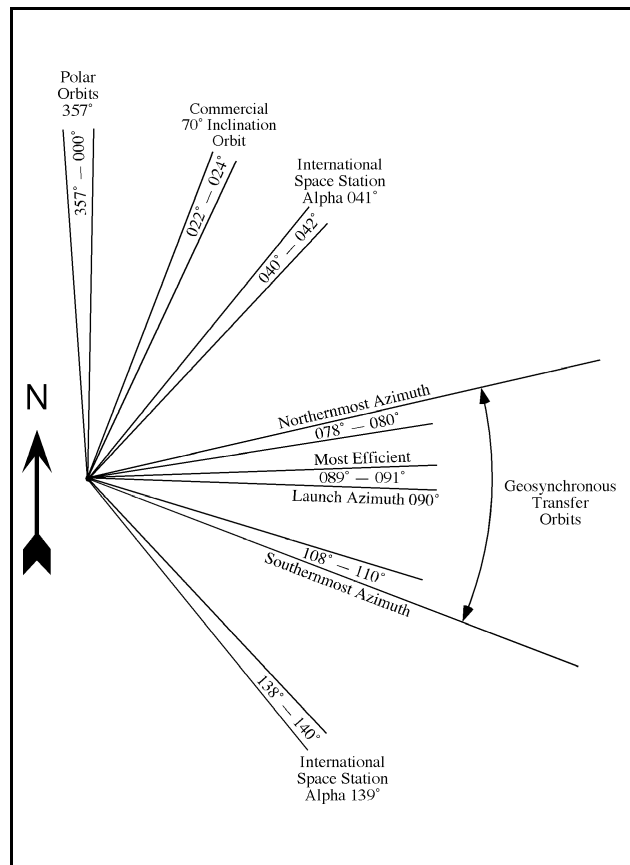 Polar
Orbits
357°
357° — 000°
Commercial
70° Inclination
Orbit
022° — 024°
International
Space Station
Alpha 041°
040° — 042°
N
Northernmost Azimuth
078° — 080°
Most Efficient
089° — 091°
Launch Azimuth 090°
Geosynchronous
Transfer
Orbits
108° — 110°
Southernmost Azimuth
138° — 140°
International
Space Station
Alpha 139°